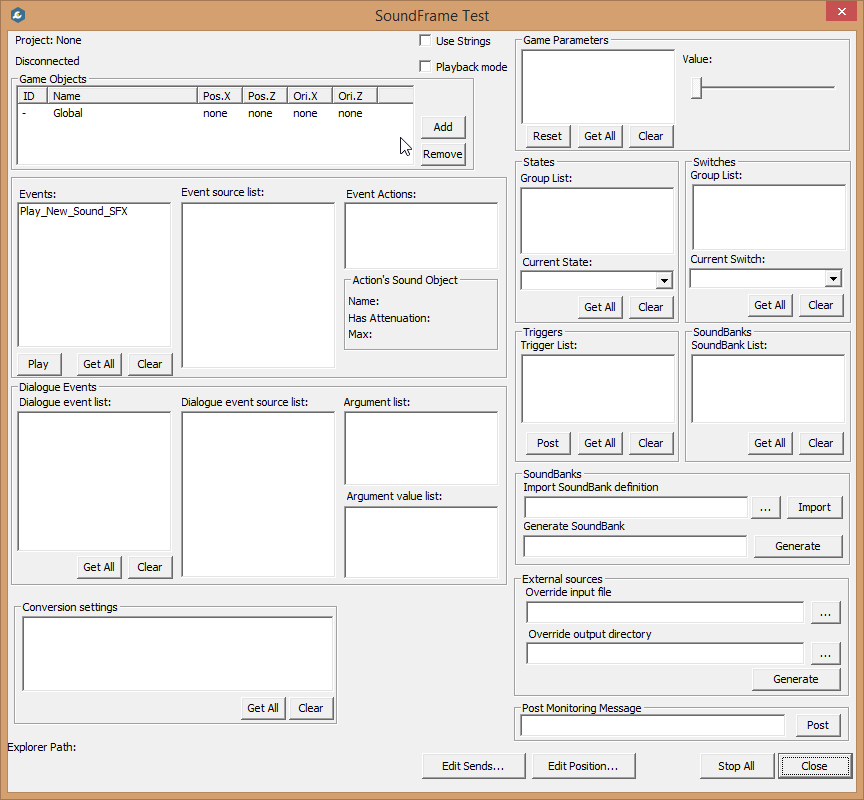 SoundFrame Test
Project: None
Disconnected
Use Strings
Playback mode
Game Objects
ID Name Pos.X Pos.Z Ori.X Ori.Z
- Global none none none none
Add
Remove
Game Parameters
Value:
Reset Get All Clear
Events:
Play_New_Sound_SFX
Play Get All Clear
Event source list:
Event Actions:
Action's Sound Object
Name:
Has Attenuation:
Max:
States
Group List:
Current State:
Get All Clear
Switches
Group List:
Current Switch:
Get All Clear
Triggers
Trigger List:
Post Get All Clear
SoundBanks
SoundBank List:
Get All Clear
Dialogue Events
Dialogue event list:
Get All Clear
Dialogue event source list:
Argument list:
Argument value list:
SoundBanks
Import SoundBank definition
... Import
Generate SoundBank
Generate
External sources
Override input file
...
Override output directory
...
Generate
Conversion settings
Get All Clear
Post Monitoring Message
Post
Explorer Path:
Edit Sends... Edit Position... Stop All Close